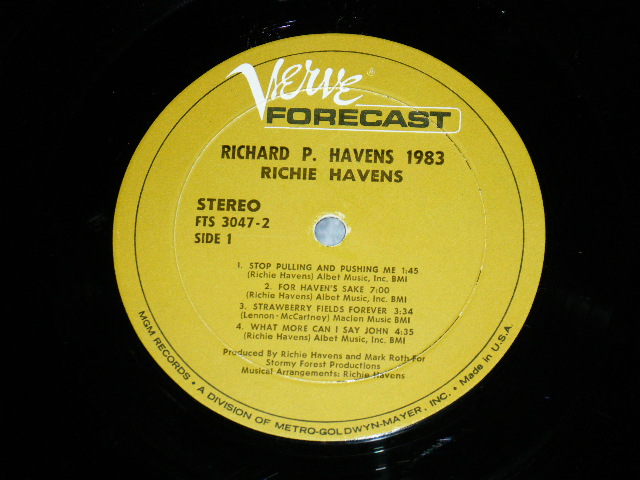 Verve ®
FORECAST
RICHARD P. HAVENS 1983
RICHIE HAVENS
STEREO
FTS 3047-2
SIDE 1
1. STOP PULLING AND PUSHING ME 1:45
(Richie Havens) Albet Music, Inc. BMI
2. FOR HAVEN'S SAKE 7:00
(Richie Havens) Albet Music, Inc. BMI
3. STRAWBERRY FIELDS FOREVER 3:34
(Lennon-McCartney) Maclen Music BMI
4. WHAT MORE CAN I SAY JOHN 4:35
(Richie Havens) Albet Music, Inc. BMI
Produced By Richie Havens and Mark Roth For
Stormy Forest Productions
Musical Arrangements: Richie Havens
MGM RECORDS • A DIVISION OF METRO-GOLDWYN-MAYER, INC. • Made in U.S.A.